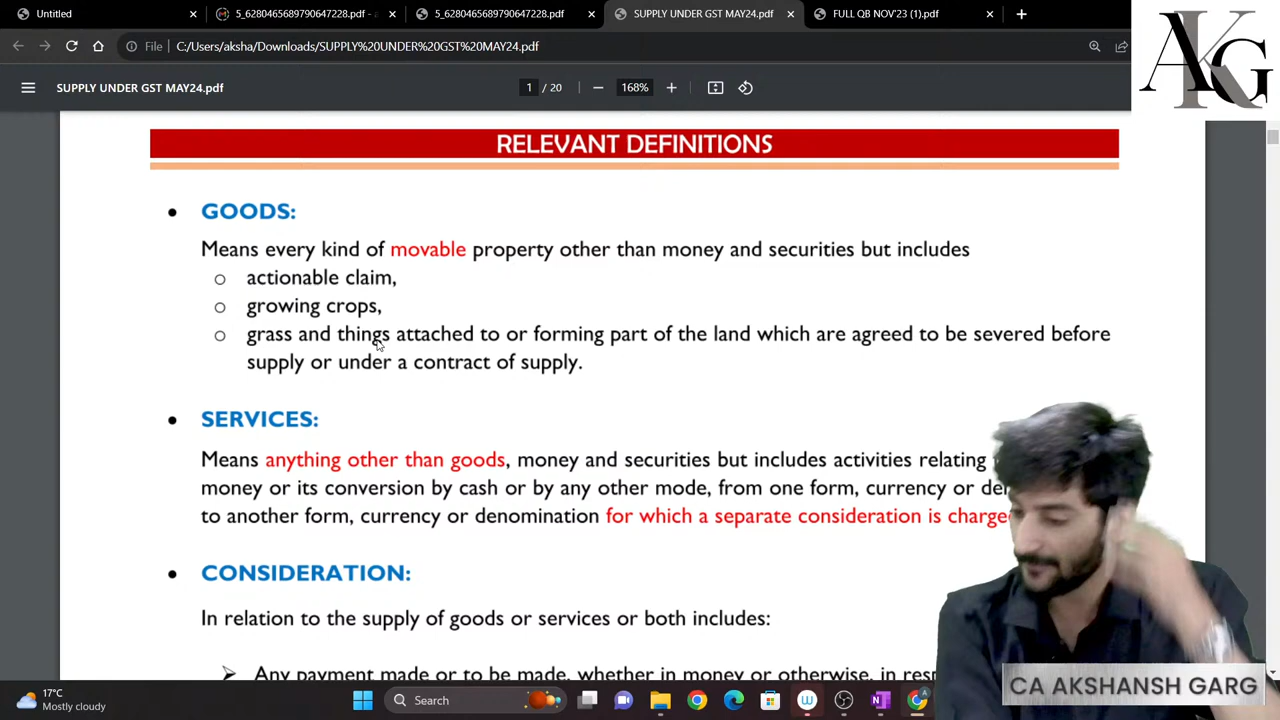 Untitled
5_6280465689790647228.pdf - a
5_6280465689790647228.pdf
SUPPLY UNDER GST MAY24.pdf
FULL QB NOV'23 (1).pdf
File
C:/Users/aksha/Downloads/SUPPLY%20UNDER%20GST%20MAY24.pdf
AKG
SUPPLY UNDER GST MAY24.pdf
1 / 20
168%
RELEVANT DEFINITIONS
• GOODS:
Means every kind of movable property other than money and securities but includes
o actionable claim,
o growing crops,
o grass and things attached to or forming part of the land which are agreed to be severed before
supply or under a contract of supply.
• SERVICES:
Means anything other than goods, money and securities but includes activities relating
money or its conversion by cash or by any other mode, from one form, currency or
to another form, currency or denomination for which a separate consideration is
• CONSIDERATION:
In relation to the supply of goods or services or both includes:
➢ Any payment made or to be made, whether in money or otherwise, in
CA AKSHANSH GARG
17°C
Mostly cloudy
Search